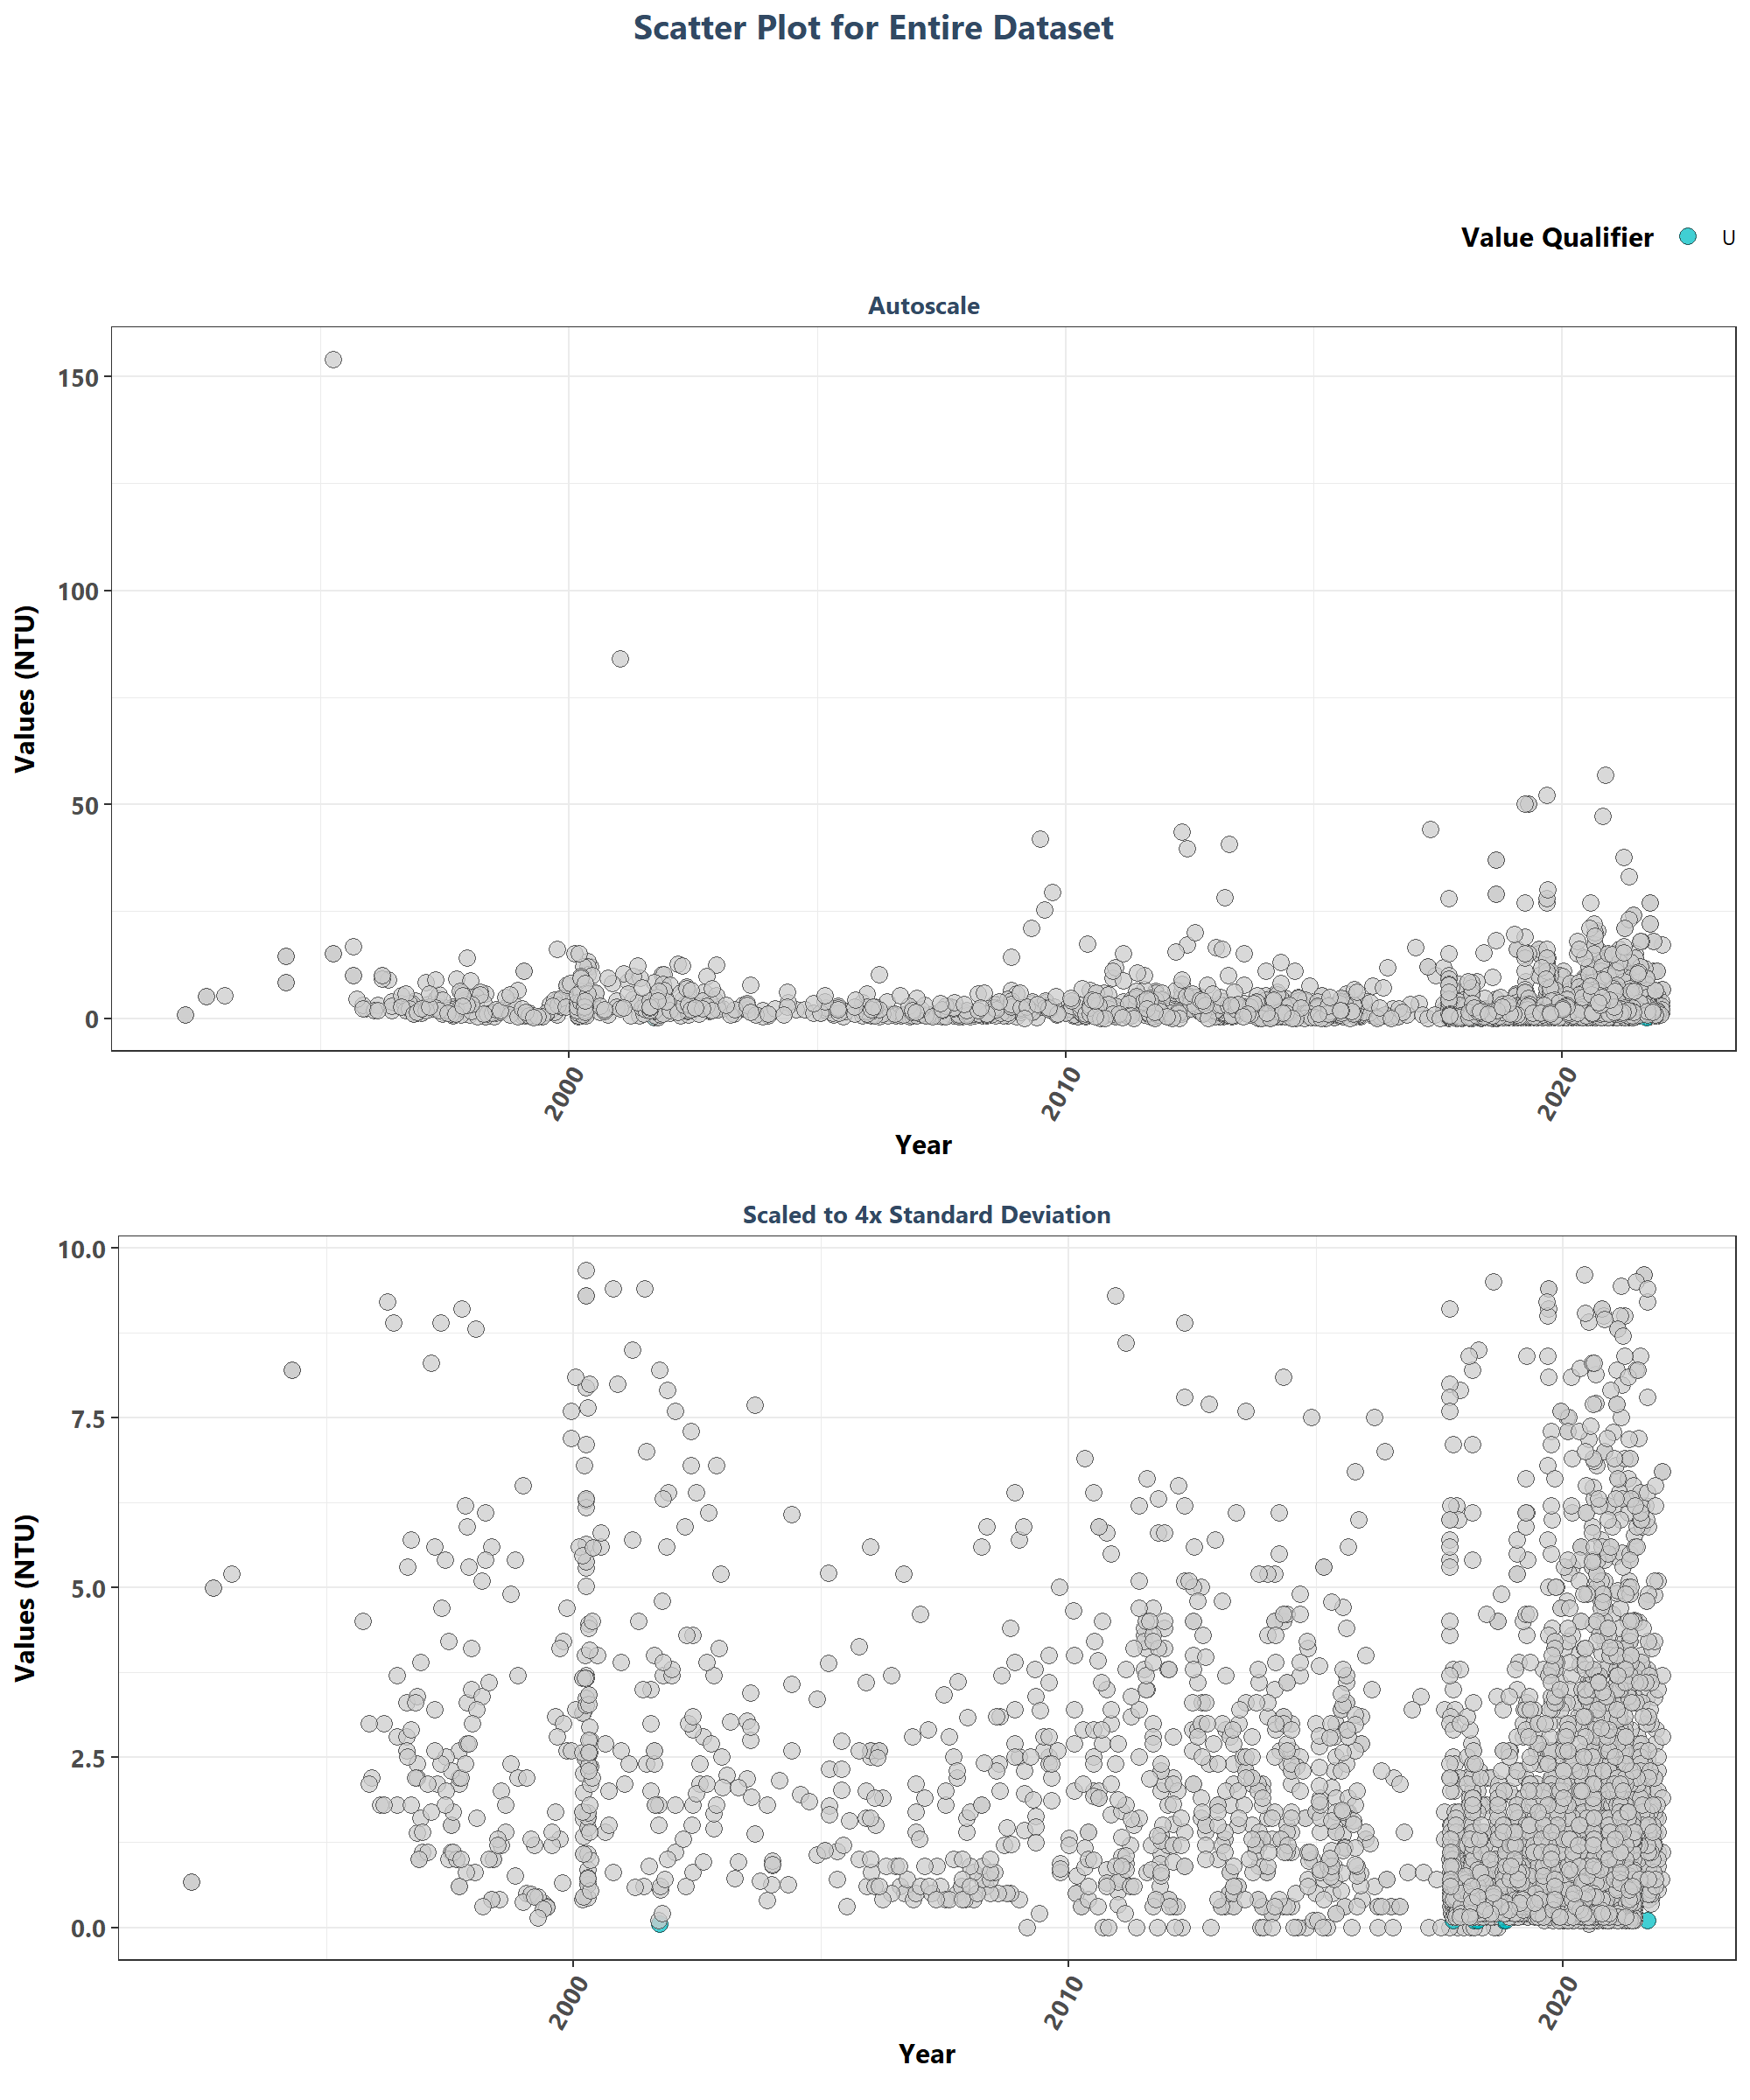 Scatter Plot for Entire Dataset
Value Qualifier U
Autoscale
150
100
50
0
Values (NTU)
2000 2010 2020
Year
Scaled to 4x Standard Deviation
10.0
7.5
5.0
2.5
0.0
Values (NTU)
2000 2010 2020
Year